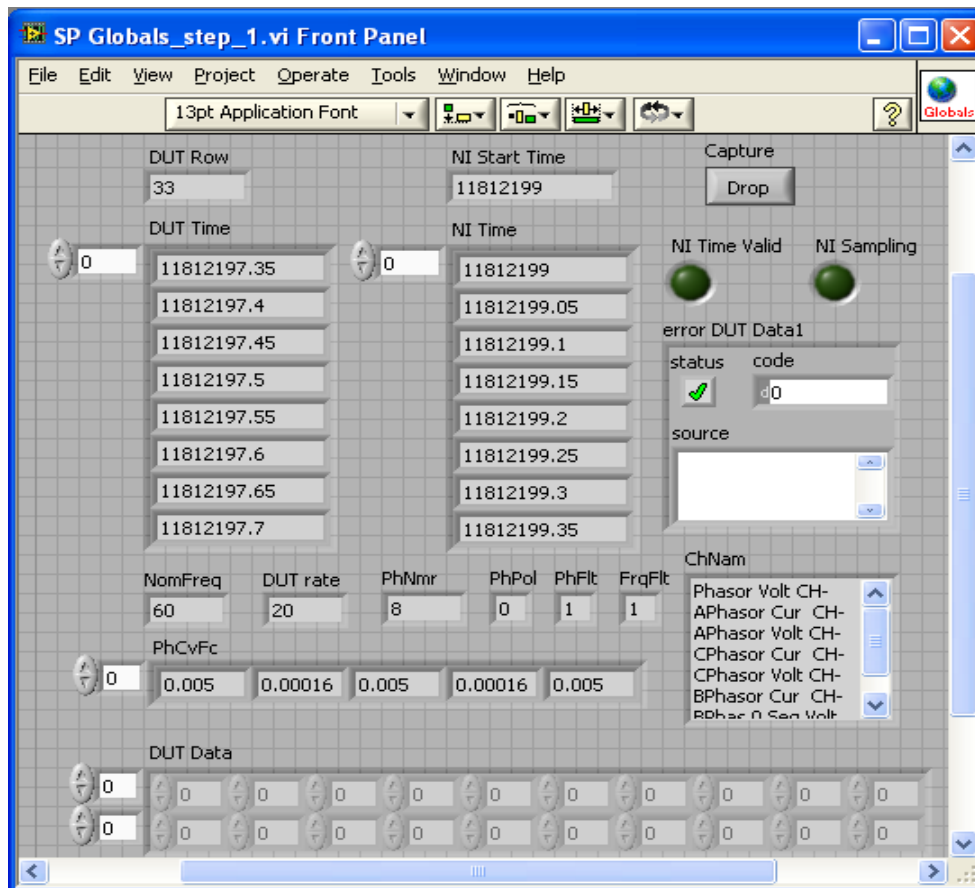 SP Globals_step_1.vi Front Panel
File Edit View Project Operate Tools Window Help
13pt Application Font
?
Globals
DUT Row
33
NI Start Time
11812199
Capture
Drop
DUT Time
0
11812197.35
11812197.4
11812197.45
11812197.5
11812197.55
11812197.6
11812197.65
11812197.7
NI Time
0
11812199
11812199.05
11812199.1
11812199.15
11812199.2
11812199.25
11812199.3
11812199.35
NI Time Valid NI Sampling
error DUT Data1
status code
d0
source
NomFreq DUT rate PhNmr PhPol PhFlt FrqFlt
60 20 8 0 1 1
ChNam
Phasor Volt CH-
APhasor Cur CH-
APhasor Volt CH-
CPhasor Cur CH-
CPhasor Volt CH-
BPhasor Cur CH-
BPhas 0 Seq Volt
PhCvFc
0 0.005 0.00016 0.005 0.00016 0.005
DUT Data
0 0 0 0 0 0 0 0 0 0 0
0 0 0 0 0 0 0 0 0 0 0